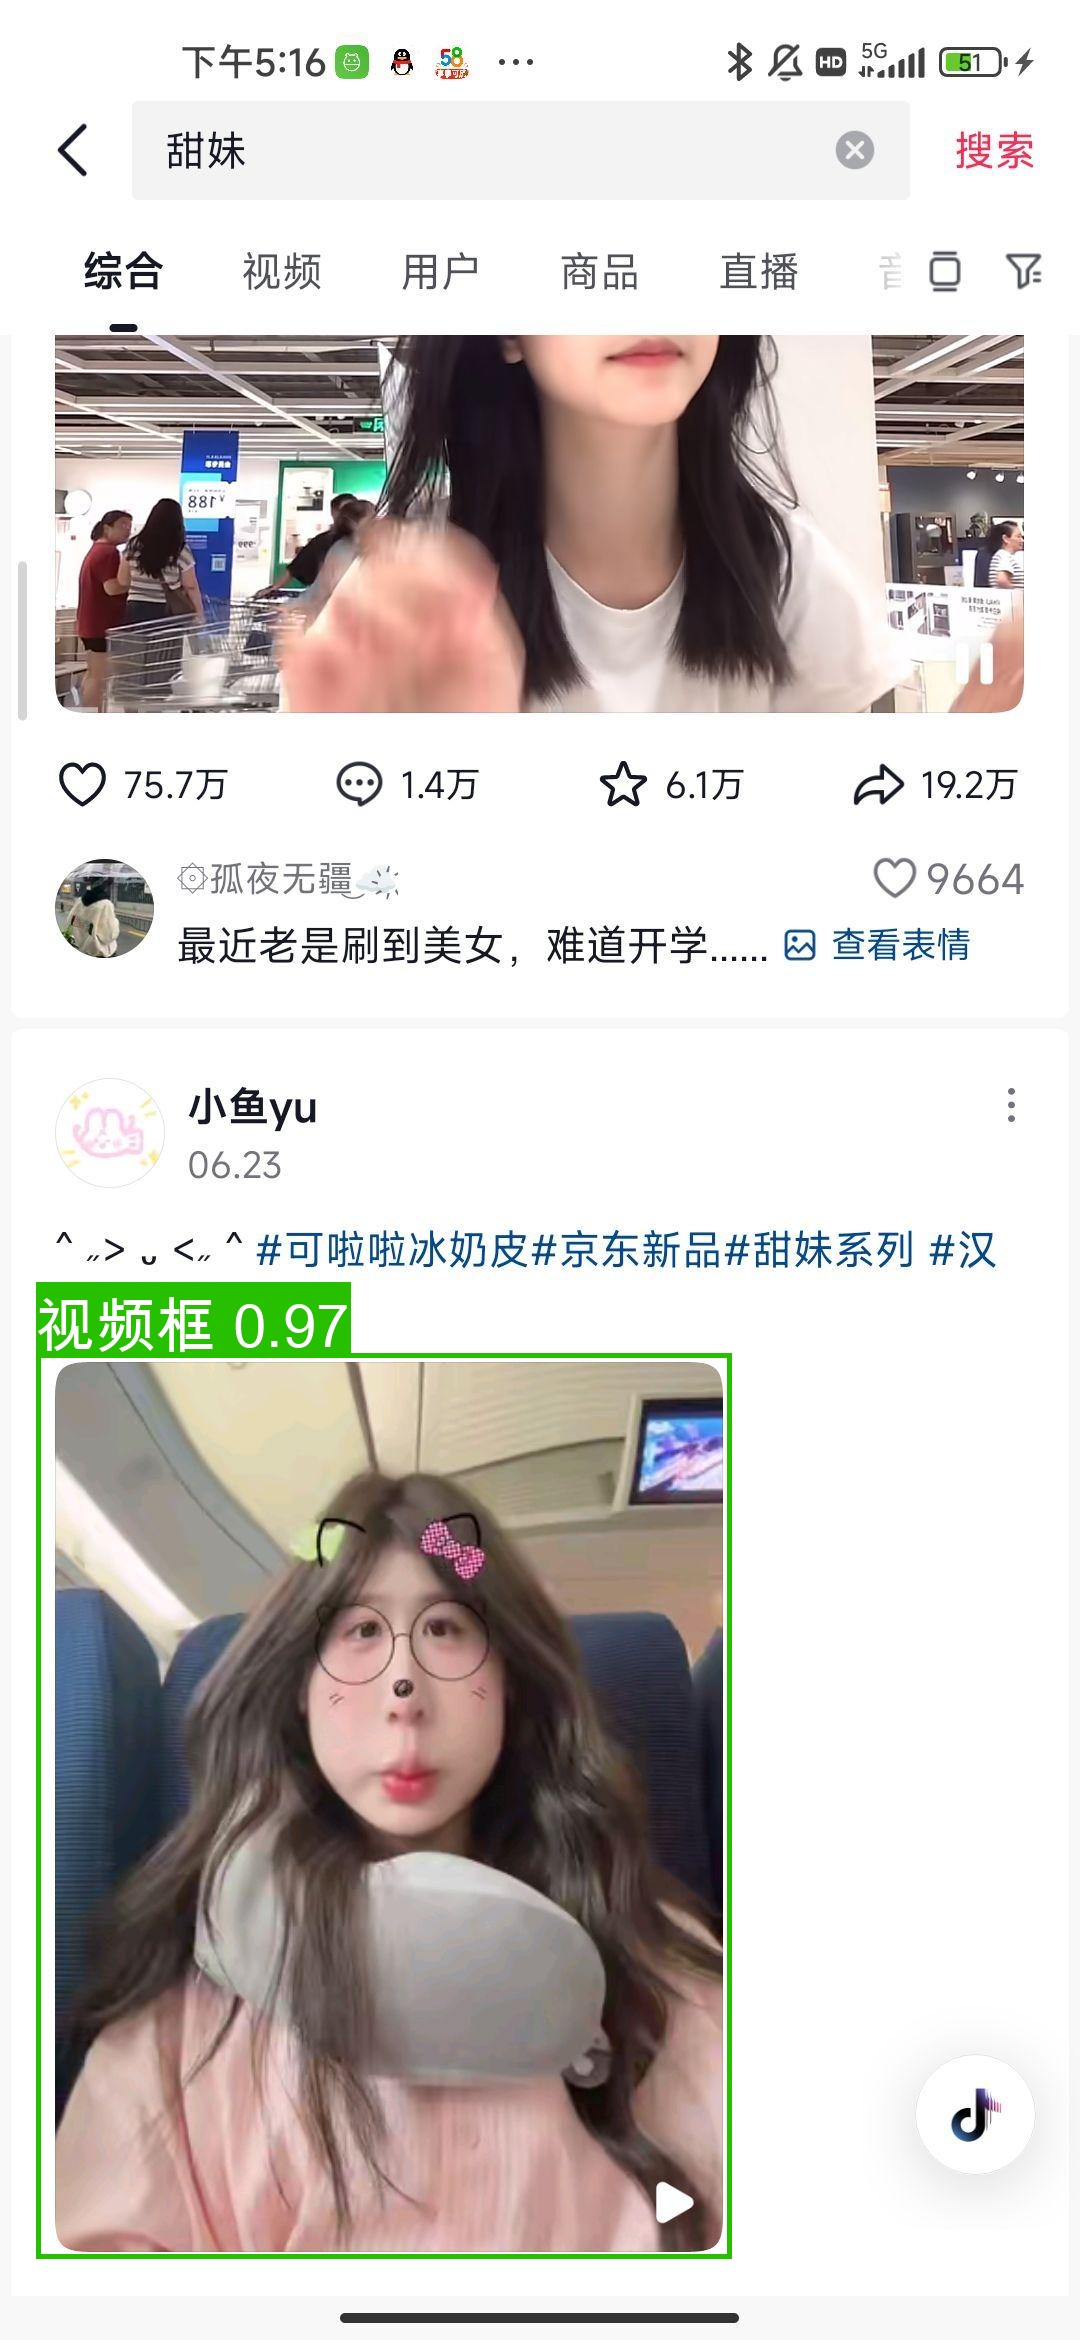 下午5:16 58 ... HD 5G 51
甜妹 搜索
综合 视频 用户 商品 直播
¥188
75.7万 1.4万 6.1万 19.2万
۞孤夜无疆 9664
最近老是刷到美女，难道开学...... 查看表情
小鱼yu
06.23
^ ˶> ᴗ <˶ ^ #可啦啦冰奶皮#京东新品#甜妹系列 #汉
视频框 0.97